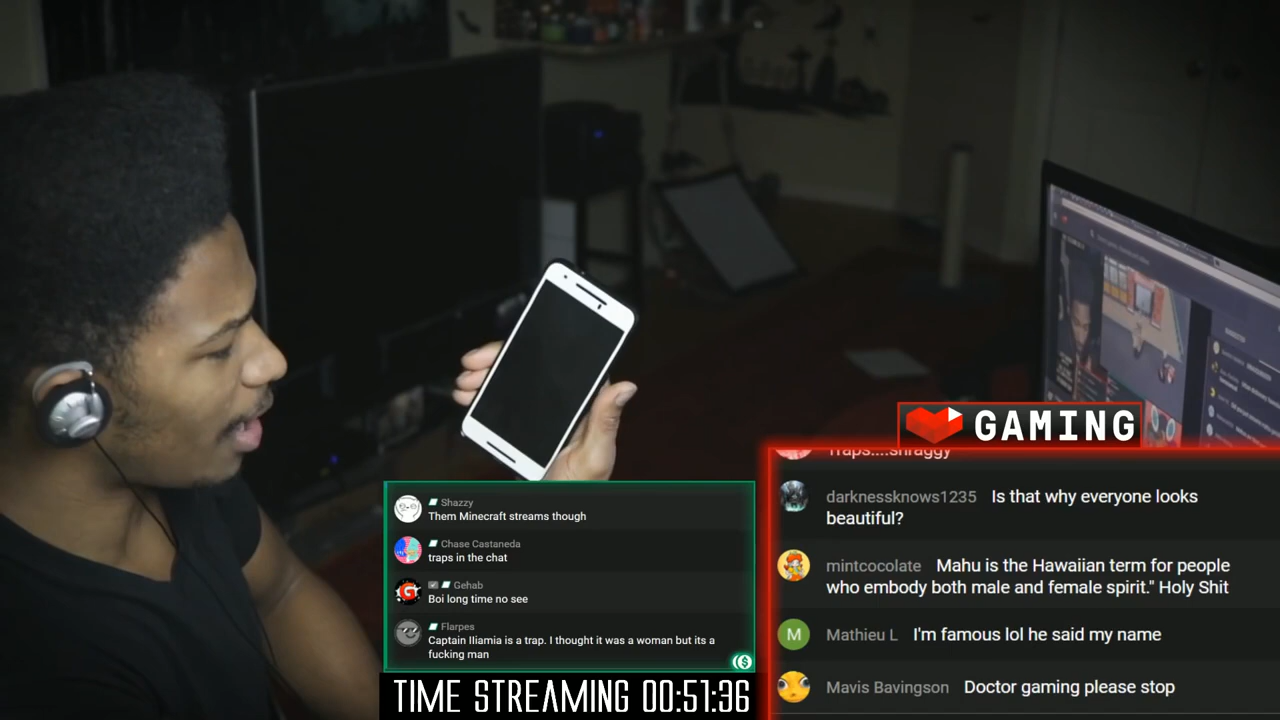 GAMING
Traps....shraggy
darknessknows1235 Is that why everyone looks
beautiful?
mintcocolate Mahu is the Hawaiian term for people
who embody both male and female spirit." Holy Shit
M Mathieu L I'm famous lol he said my name
Mavis Bavingson Doctor gaming please stop
Shazzy
Them Minecraft streams though
Chase Castaneda
traps in the chat
G Gehab
Boi long time no see
Flarpes
Captain Iliamia is a trap. I thought it was a woman but its a
fucking man
TIME STREAMING 00:51:36